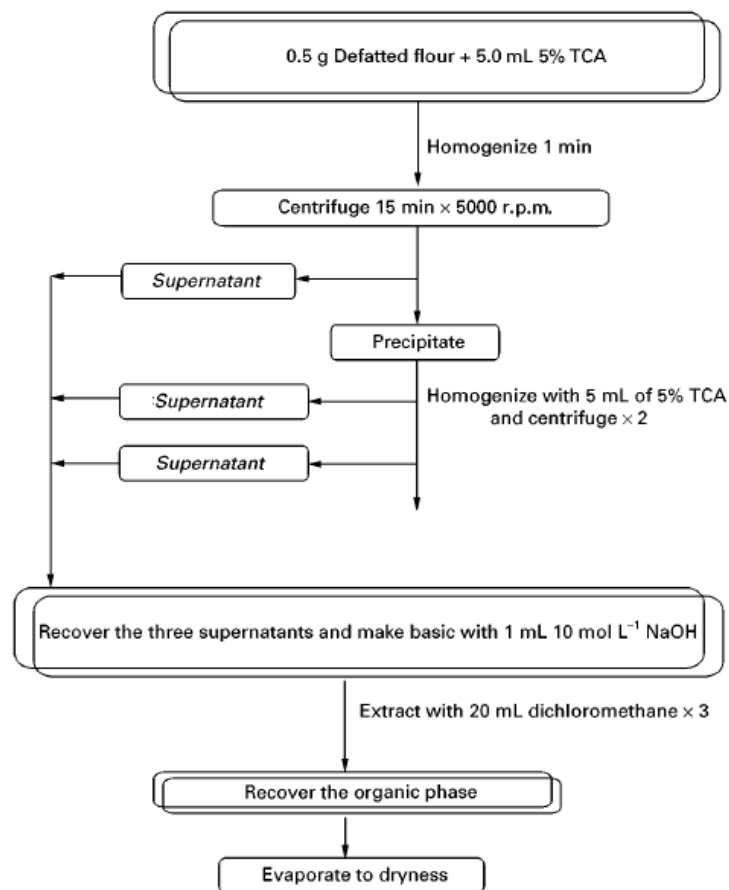 0.5 g Defatted flour + 5.0 mL 5% TCA
Homogenize 1 min
Centrifuge 15 min × 5000 r.p.m.
Supernatant
Precipitate
Homogenize with 5 mL of 5% TCA
and centrifuge × 2
:Supernatant
Supernatant
Recover the three supernatants and make basic with 1 mL 10 mol L⁻¹ NaOH
Extract with 20 mL dichloromethane × 3
Recover the organic phase
Evaporate to dryness